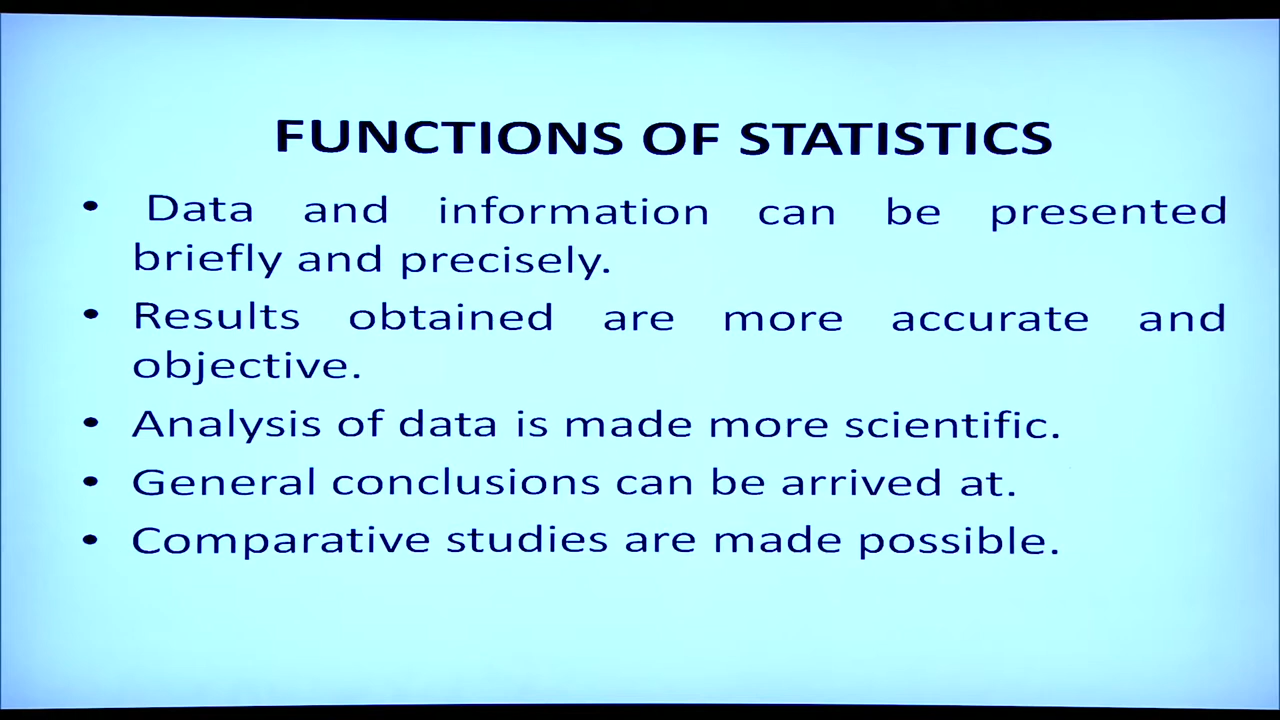 FUNCTIONS OF STATISTICS
• Data and information can be presented
briefly and precisely.
• Results obtained are more accurate and
objective.
• Analysis of data is made more scientific.
• General conclusions can be arrived at.
• Comparative studies are made possible.